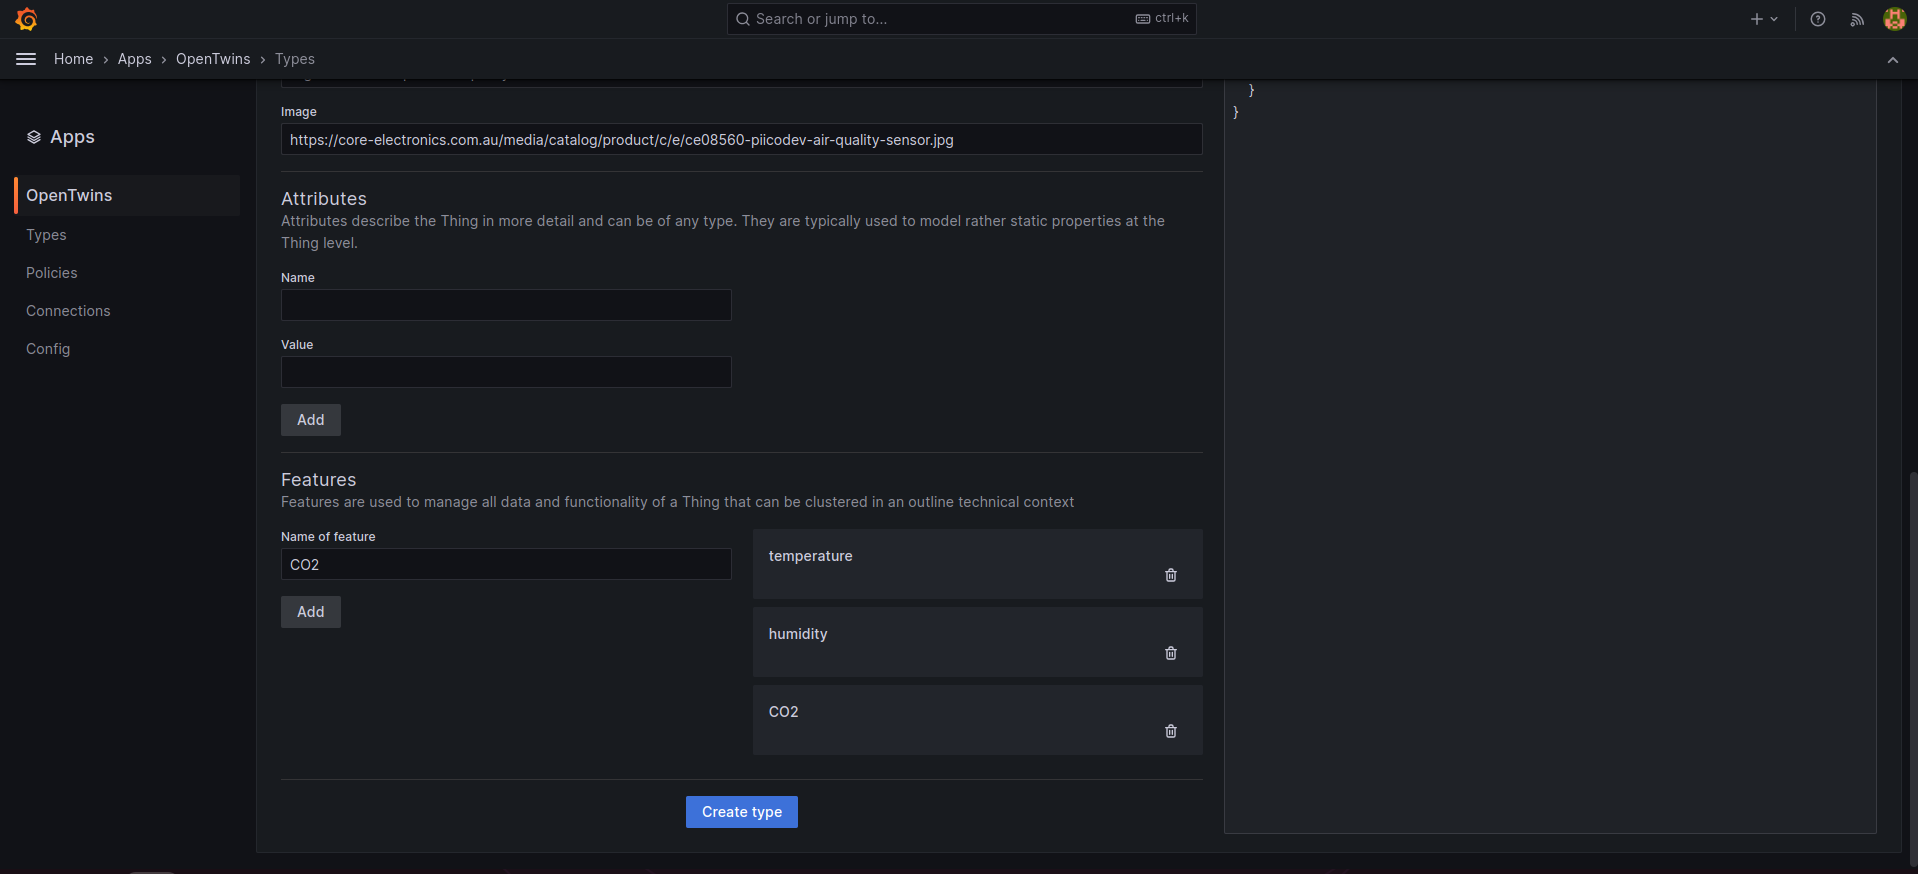 Search or jump to...
ctrl+k
Home > Apps > OpenTwins > Types
Apps
OpenTwins
Types
Policies
Connections
Config
Image
https://core-electronics.com.au/media/catalog/product/c/e/ce08560-piicodev-air-quality-sensor.jpg
Attributes
Attributes describe the Thing in more detail and can be of any type. They are typically used to model rather static properties at the
Thing level.
Name
Value
Add
Features
Features are used to manage all data and functionality of a Thing that can be clustered in an outline technical context
Name of feature
CO2
Add
temperature
humidity
CO2
Create type
}
}